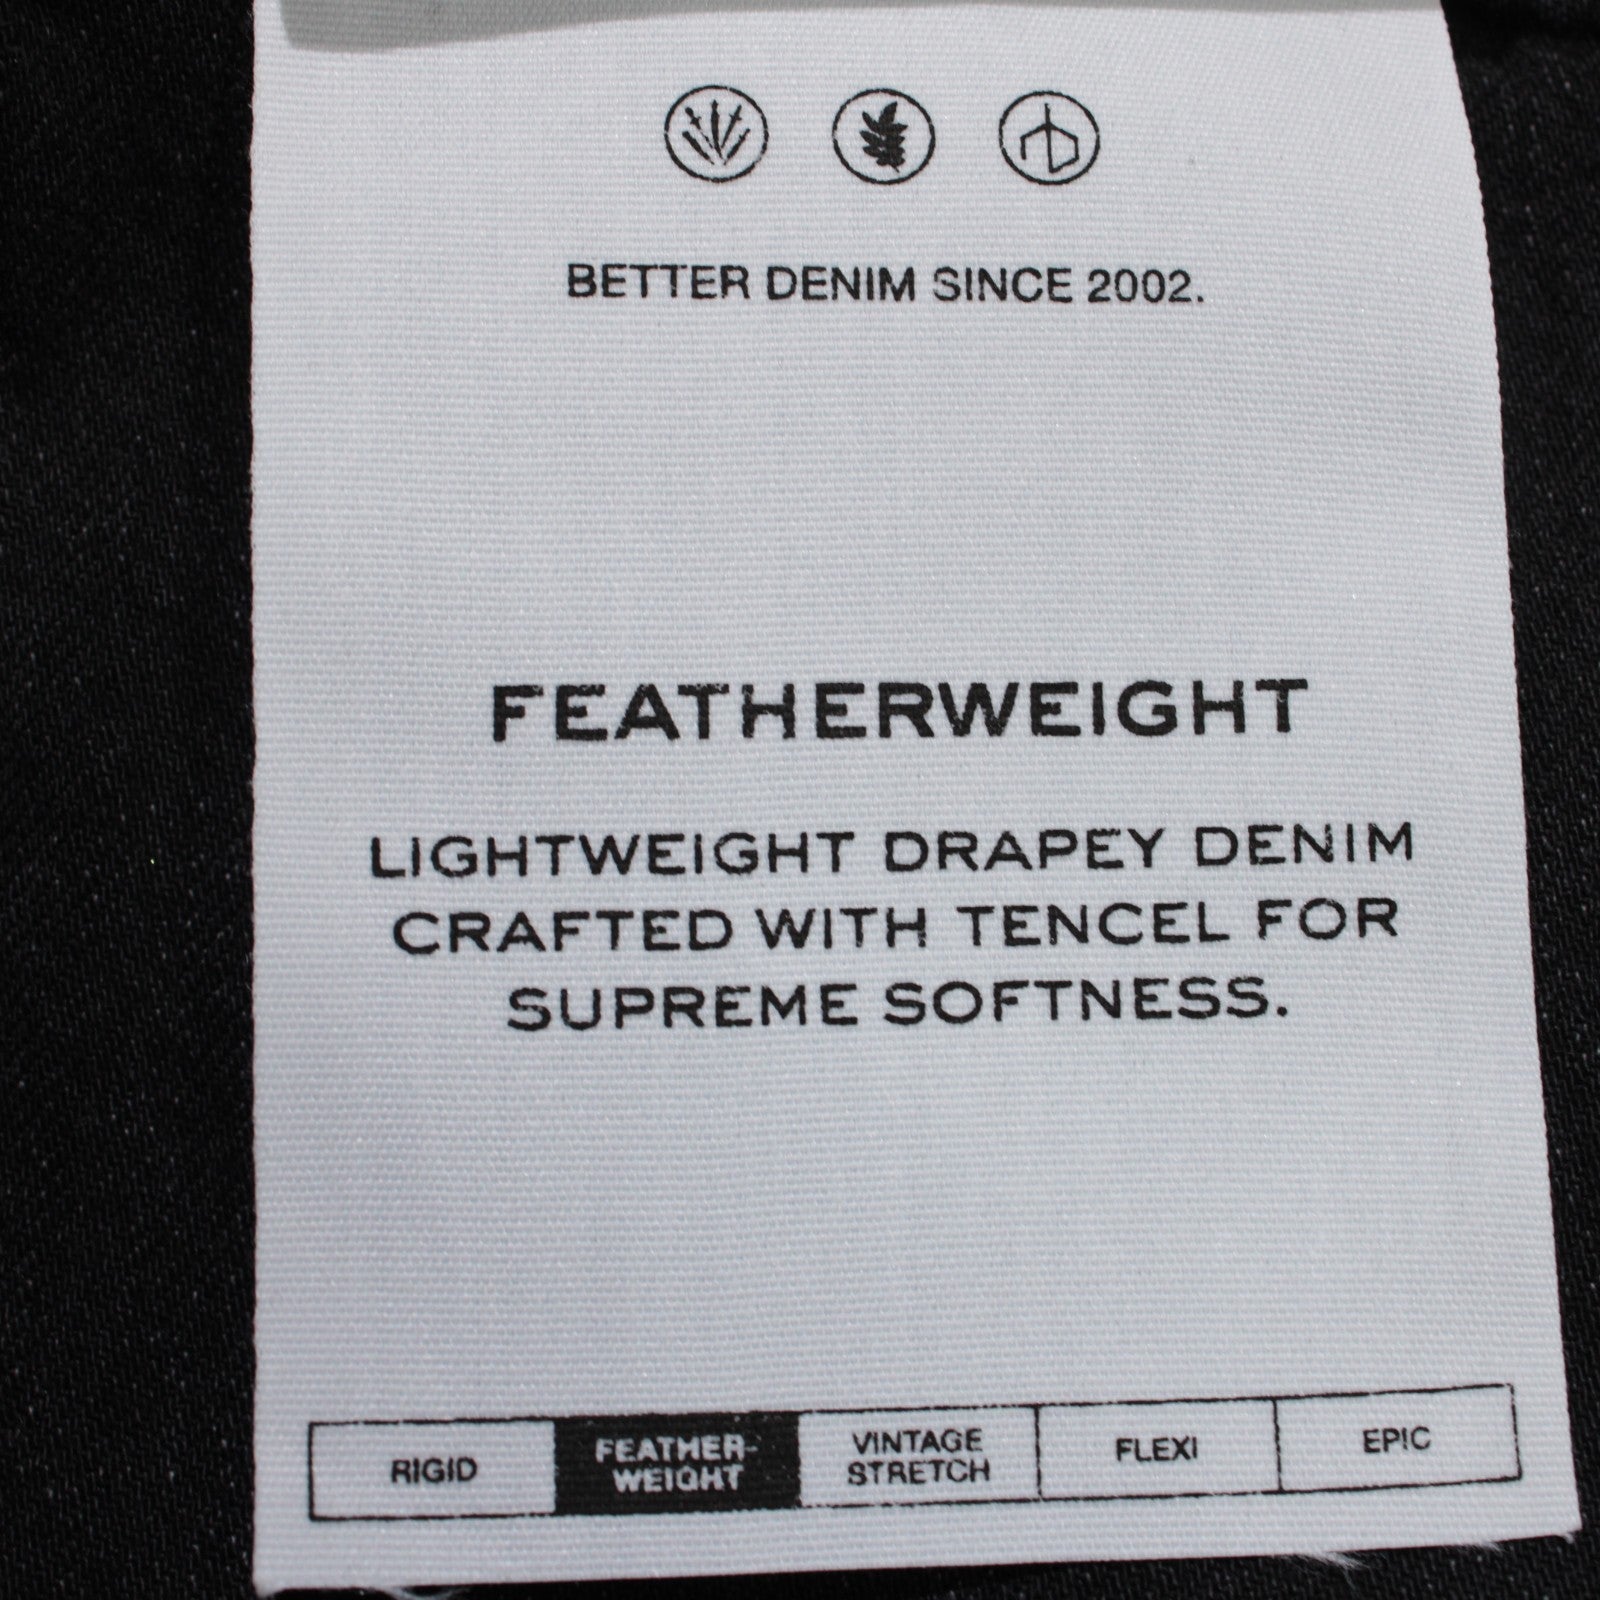 rb
BETTER DENIM SINCE 2002.
FEATHERWEIGHT
LIGHTWEIGHT DRAPEY DENIM
CRAFTED WITH TENCEL FOR
SUPREME SOFTNESS.
RIGID
FEATHER-
WEIGHT
VINTAGE
STRETCH
FLEXI
EPIC